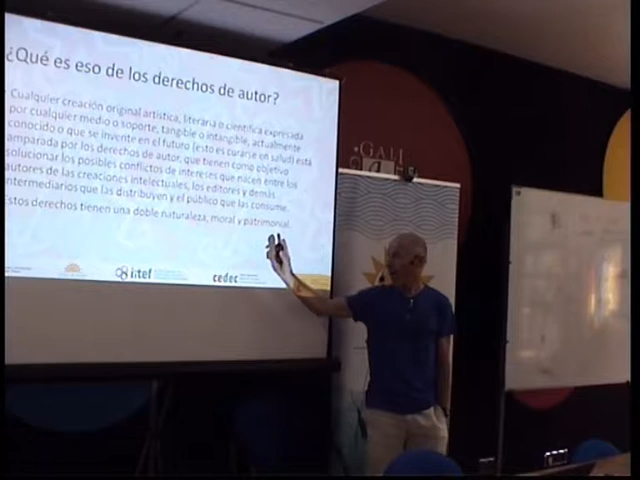 ¿Qué es eso de los derechos de autor?
Cualquier creación original artística, literaria o científica expresada
por cualquier medio o soporte, tangible o intangible, actualmente
conocido o que se invente en el futuro (esto es curarse en salud) está
amparada por los derechos de autor, que tienen como objetivo
solucionar los posibles conflictos de intereses que nacen entre los
autores de las creaciones intelectuales, los editores y demás
intermediarios que las distribuyen y el público que las consume.
Estos derechos tienen una doble naturaleza, moral y patrimonial.
intef
cedec